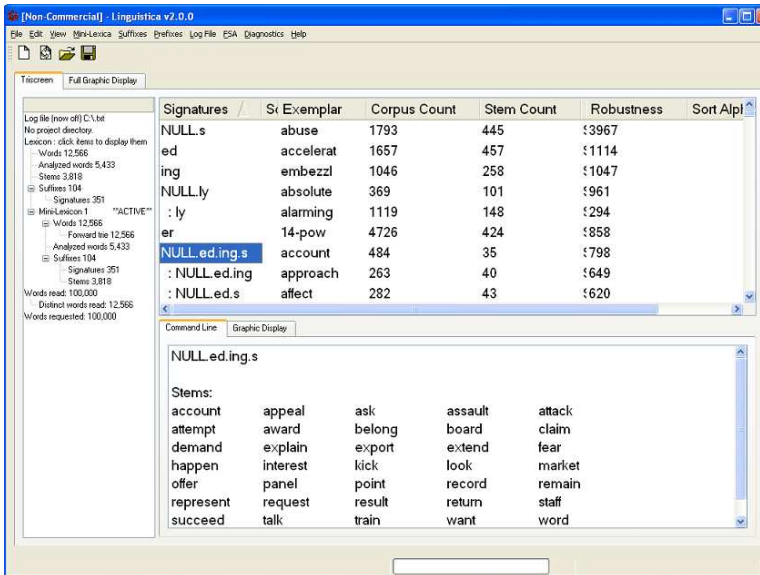 [Non-Commercial] - Linguistica v2.0.0
File Edit View Mini-Lexica Suffixes Prefixes Log File FSA Diagnostics Help
Triscreen Full Graphic Display
Log file (now off) C:\.txt
No project directory.
Lexicon : click items to display them
Words 12,566
Analyzed words 5,433
Stems 3,818
Suffixes 104
Signatures 351
Mini-Lexicon 1 **ACTIVE**
Words 12,566
Forward trie 12,566
Analyzed words 5,433
Suffixes 104
Signatures 351
Stems 3,818
Words read: 100,000
Distinct words read: 12,566
Words requested: 100,000
Signatures Exemplar Corpus Count Stem Count Robustness Sort Alph
NULL.s abuse 1793 445 3967
ed accelerat 1657 457 1114
ing embezzl 1046 258 1047
NULL.ly absolute 369 101 961
: ly alarming 1119 148 294
er 14-pow 4726 424 858
NULL.ed.ing.s account 484 35 798
: NULL.ed.ing approach 263 40 649
: NULL.ed.s affect 282 43 620
Command Line Graphic Display
NULL.ed.ing.s
Stems:
account appeal ask assault attack
attempt award belong board claim
demand explain export extend fear
happen interest kick look market
offer panel point record remain
represent request result return staff
succeed talk train want word